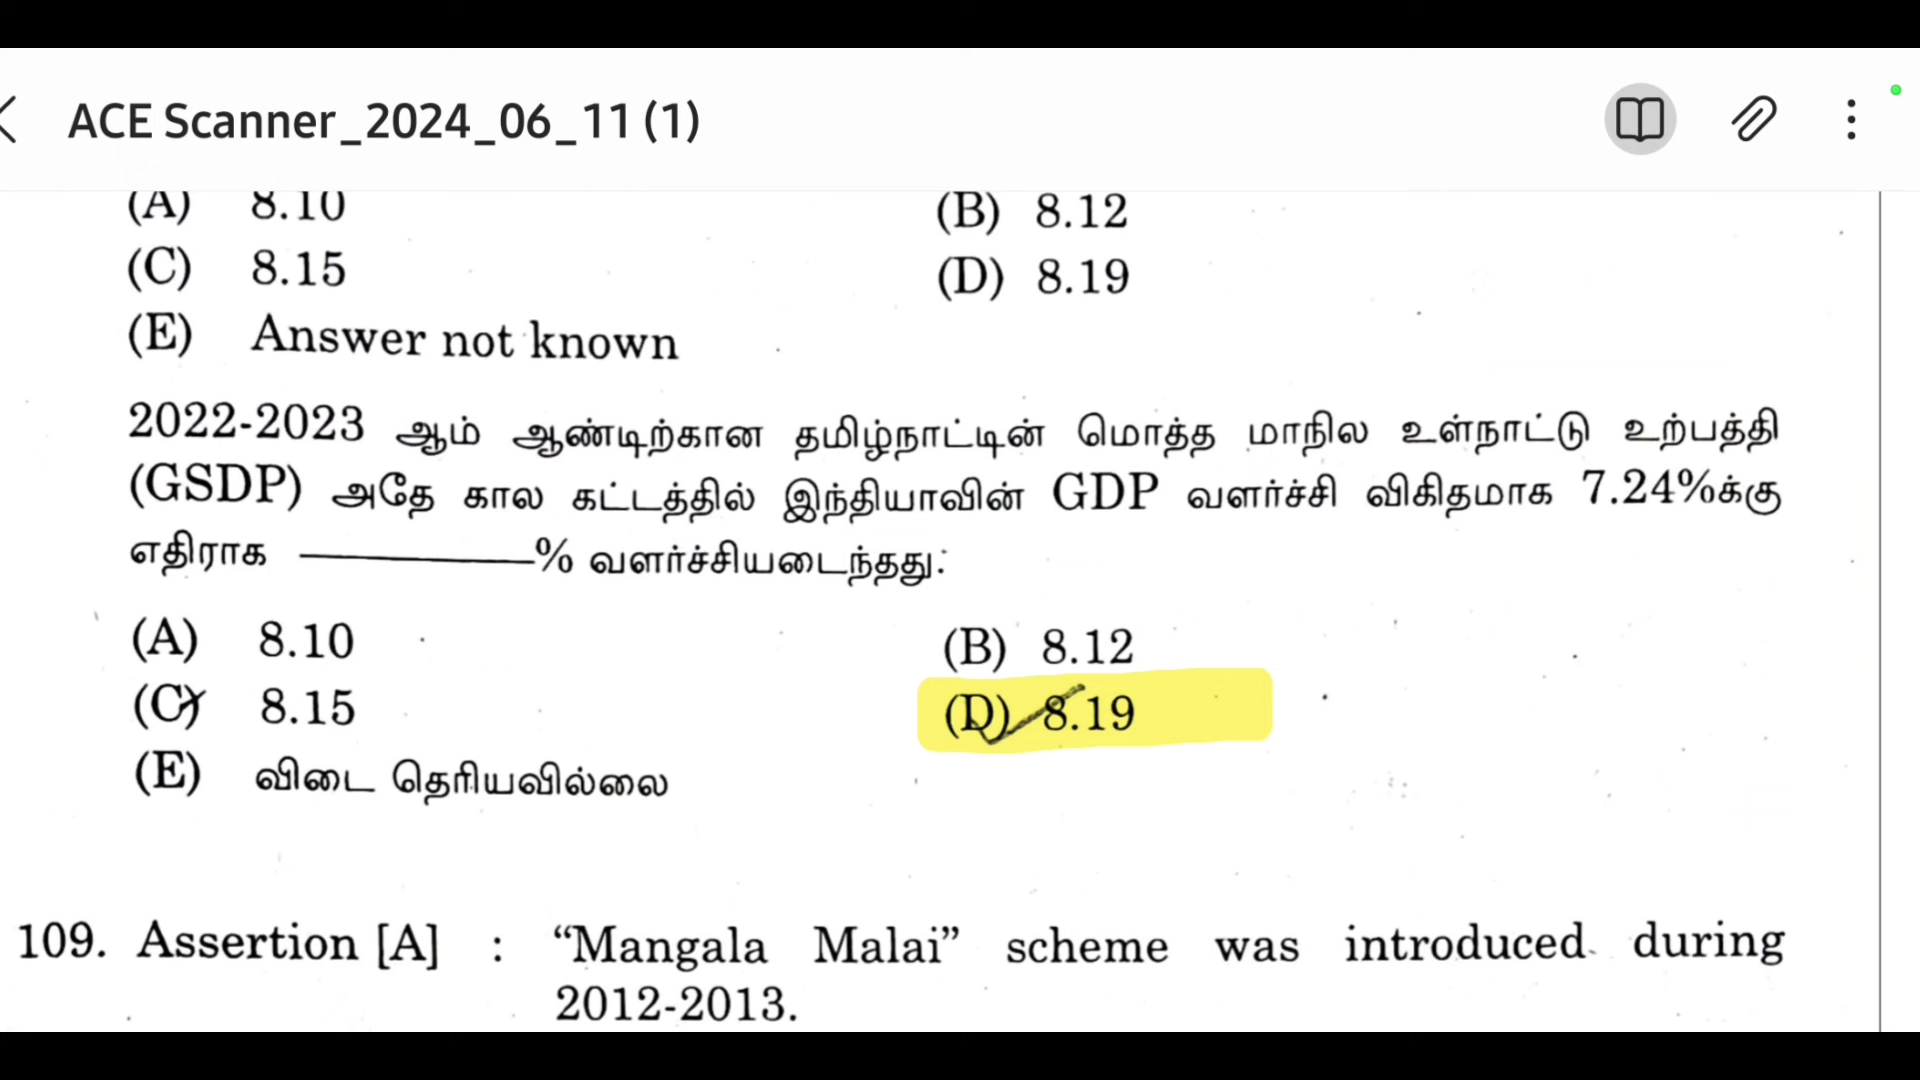 ACE Scanner_2024_06_11 (1)
(A) 8.10 (B) 8.12
(C) 8.15 (D) 8.19
(E) Answer not known
2022-2023 ஆம் ஆண்டிற்கான தமிழ்நாட்டின் மொத்த மாநில உள்நாட்டு உற்பத்தி
(GSDP) அதே கால கட்டத்தில் இந்தியாவின் GDP வளர்ச்சி விகிதமாக 7.24%க்கு
எதிராக ————% வளர்ச்சியடைந்தது:
(A) 8.10 (B) 8.12
(C) 8.15 (D) 8.19
(E) விடை தெரியவில்லை
109. Assertion [A] : “Mangala Malai” scheme was introduced during
2012-2013.